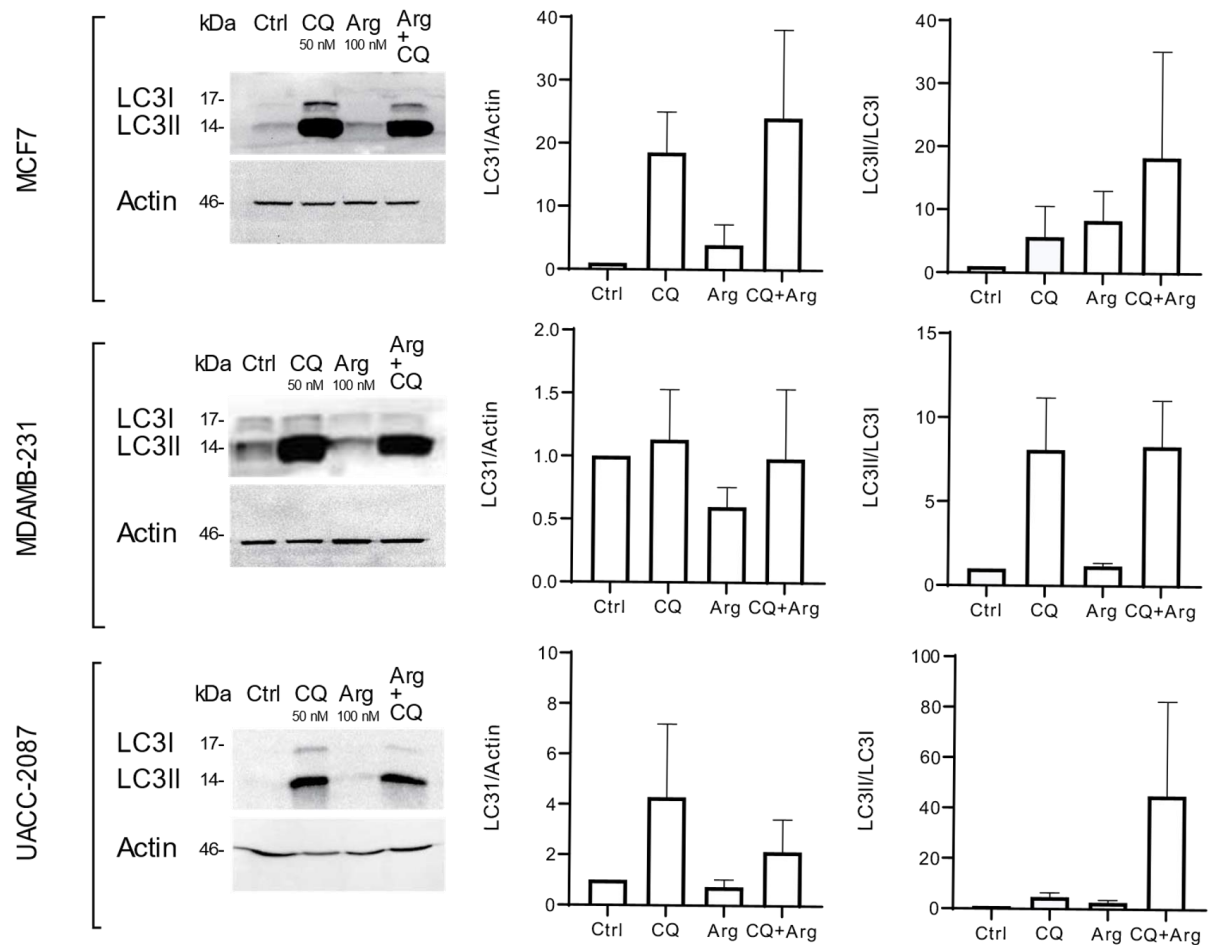 MCF7
kDa Ctrl CQ Arg Arg
50 nM 100 nM +
CQ
LC3I 17-
LC3II 14-
Actin 46-
LC31/Actin
40
30
20
10
0
Ctrl CQ Arg CQ+Arg
LC3II/LC3I
40
30
20
10
0
Ctrl CQ Arg CQ+Arg
MDAMB-231
kDa Ctrl CQ Arg Arg
50 nM 100 nM +
CQ
LC3I 17-
LC3II 14-
Actin 46-
LC31/Actin
2.0
1.5
1.0
0.5
0.0
Ctrl CQ Arg CQ+Arg
LC3II/LC3I
15
10
5
0
Ctrl CQ Arg CQ+Arg
UACC-2087
kDa Ctrl CQ Arg Arg
50 nM 100 nM +
CQ
LC3I 17-
LC3II 14-
Actin 46-
LC31/Actin
10
8
6
4
2
0
Ctrl CQ Arg CQ+Arg
LC3II/LC3I
100
80
60
40
20
0
Ctrl CQ Arg CQ+Arg